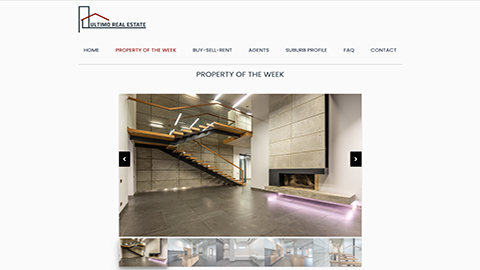 ULTIMO REAL ESTATE
HOME PROPERTY OF THE WEEK BUY-SELL-RENT AGENTS SUBURB PROFILE FAQ CONTACT
PROPERTY OF THE WEEK